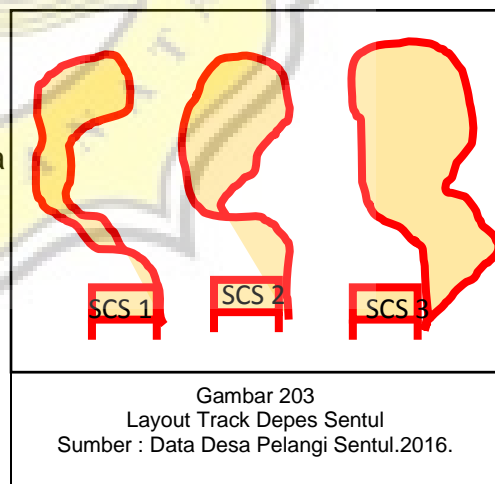 a
SCS 1
SCS 2
SCS 3
Gambar 203
Layout Track Depes Sentul
Sumber : Data Desa Pelangi Sentul.2016.